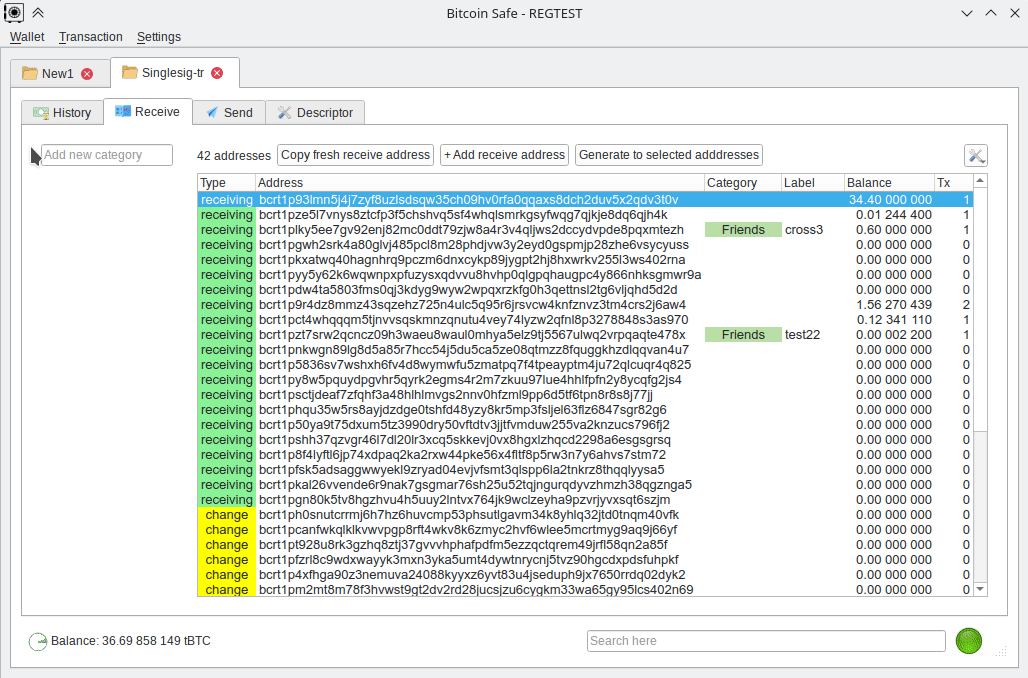 Bitcoin Safe - REGTEST
Wallet Transaction Settings
New1 Singlesig-tr
History Receive Send Descriptor
Add new category 42 addresses Copy fresh receive address + Add receive address Generate to selected adddresses
Type Address Category Label Balance Tx
receiving bcrt1p93lmn5j4j7zyf8uzlsdsqw35ch09hv0rfa0qqaxs8dch2duv5x2qdv3t0v 34.40 000 000 1
receiving bcrt1pze5l7vnys8ztcfp3f5chshvq5sf4whqlsmrkgsyfwqg7qjkje8dq6qjh4k 0.01 244 400 1
receiving bcrt1plky5ee7gv92enj82mc0ddt79zjw8a4r3v4qljws2dccydvpde8pqxmtezh Friends cross3 0.60 000 000 1
receiving bcrt1pgwh2srk4a80glvj485pcl8m28phdjvw3y2eyd0gspmjp28zhe6vsycyuss 0.00 000 000 0
receiving bcrt1pkxatwq40hagnhrq9pczm6dnxcykp89jygpt2hj8hxwrkv255l3ws402rna 0.00 000 000 0
receiving bcrt1pyy5y62k6wqwnpxpfuzysxqdvvu8hvhp0qlgpqhaugpc4y866nhksgmwr9a 0.00 000 000 0
receiving bcrt1pdw4ta5803fms0qj3kdyg9wyw2wpqxrzkfg0h3qettnsl2tg6vljqhd5d2d 0.00 000 000 0
receiving bcrt1p9r4dz8mmz43sqzehz725n4ulc5q95r6jrsvcw4knfznvz3tm4crs2j6aw4 1.56 270 439 2
receiving bcrt1pct4whqqqm5tjnvvsqskmnzqnutu4vey74lyzw2qfnl8p3278848s3as970 0.12 341 110 1
receiving bcrt1pzt7srw2qcncz09h3waeu8waul0mhya5elz9tj5567ulwq2vrpqaqte478x Friends test22 0.00 002 200 1
receiving bcrt1pnkwgn89lg8d5a85r7hcc54j5du5ca5ze08qtmzz8fquggkhzdlqqvan4u7 0.00 000 000 0
receiving bcrt1p5836sv7wshxh6fv4d8wymwfu5zmatpq7f4tpeayptm4ju72qlcuqr4q825 0.00 000 000 0
receiving bcrt1py8w5pquydpgvhr5qyrk2egms4r2m7zkuu97lue4hhlfpfn2y8ycqfg2js4 0.00 000 000 0
receiving bcrt1psctjdeaf7zfqhf3a48hlhlmvgs2nnv0hfzml9pp6d5tf6tpn8r8s8j77jj 0.00 000 000 0
receiving bcrt1phqu35w5rs8ayjdzdge0tshfd48yzy8kr5mp3fsljel63flz6847sgr82g6 0.00 000 000 0
receiving bcrt1p50ya9t75dxum5tz3990dry50vftdtv3jjtfvmduw255va2knzucs796fj2 0.00 000 000 0
receiving bcrt1pshh37qzvgr46l7dl20lr3xcq5skkevj0vx8hgxlzhqcd2298a6esgsgrsq 0.00 000 000 0
receiving bcrt1p8f4lyftl6jp74xdpaq2ka2rxw44pke56x4fltf8p5rw3n7y6ahvs7stm72 0.00 000 000 0
receiving bcrt1pfsk5adsaggwwyekl9zryad04evjvfsmt3qlspp6la2tnkrz8thqqlyysa5 0.00 000 000 0
receiving bcrt1pkal26vvende6r9nak7gsgmar76sh25u52tqjngurqdyvzhmzh38qgznga5 0.00 000 000 0
receiving bcrt1pgn80k5tv8hgzhvu4h5uuy2lntvx764jk9wclzeyha9pzvrjyvxsqt6szjm 0.00 000 000 0
change bcrt1ph0snutcrrmj6h7hz6huvcmp53phsutlgavm34k8yhlq32jtd0tnqm40vfk 0.00 000 000 0
change bcrt1pcanfwkqlklkvwvpgp8rft4wkv8k6zmyc2hvf6wlee5mcrtmyg9aq9j66yf 0.00 000 000 0
change bcrt1pt928u8rk3gzhq8ztj37gvvvhphafpdfm5ezzqctqrem49jrfl58qn2a85f 0.00 000 000 0
change bcrt1pfzrl8c9wdxwayyk3mxn3yka5umt4dywtnrycnj5tvz90hgcdxpdsfuhpkf 0.00 000 000 0
change bcrt1p4xfhga90z3nemuva24088kyyxz6yvt83u4jseduph9jx7650rrdq02dyk2 0.00 000 000 0
change bcrt1pm2mt8m78f3hvwst9gt2dv2rd28jucsjzu6cygkm33wa65gy95lcs402n69 0.00 000 000 0
Balance: 36.69 858 149 tBTC Search here